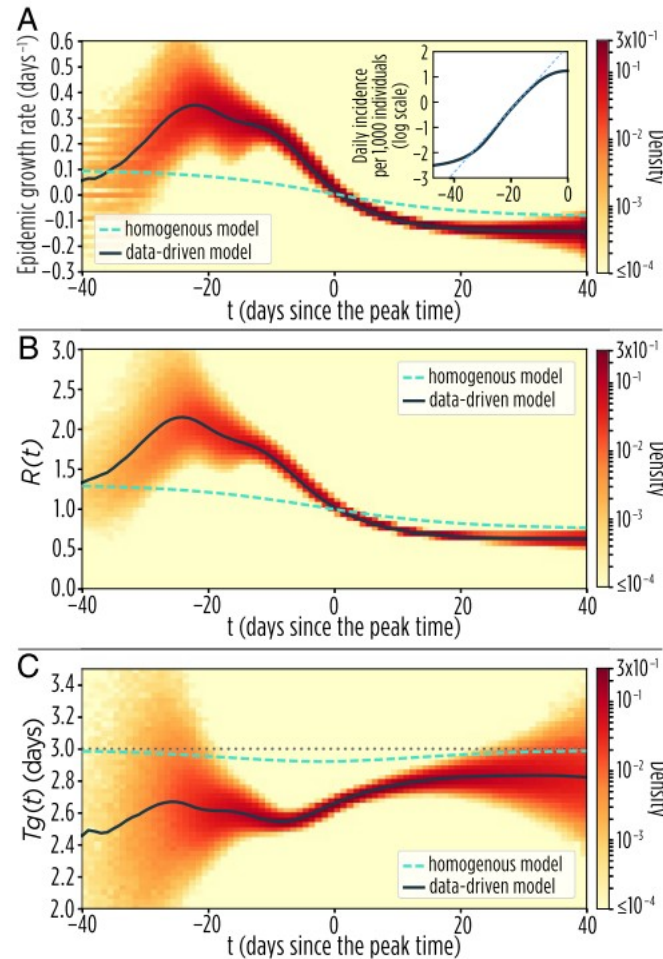 A
Epidemic growth rate (days⁻¹)
0.6
0.5
0.4
0.3
0.2
0.1
0.0
−0.1
−0.2
−0.3
Daily incidence
per 1,000 individuals
(log scale)
2
1
0
−1
−2
−3
−40 −20 0
homogenous model
data-driven model
−40 −20 0 20 40
t (days since the peak time)
3x10⁻¹
10⁻¹
10⁻²
10⁻³
≤10⁻⁴
Density
B
R(t)
3.0
2.5
2.0
1.5
1.0
0.5
0.0
homogenous model
data-driven model
−40 −20 0 20 40
t (days since the peak time)
3x10⁻¹
10⁻¹
10⁻²
10⁻³
≤10⁻⁴
Density
C
Tg(t) (days)
3.4
3.2
3.0
2.8
2.6
2.4
2.2
2.0
homogenous model
data-driven model
−40 −20 0 20 40
t (days since the peak time)
3x10⁻¹
10⁻¹
10⁻²
10⁻³
≤10⁻⁴
Density